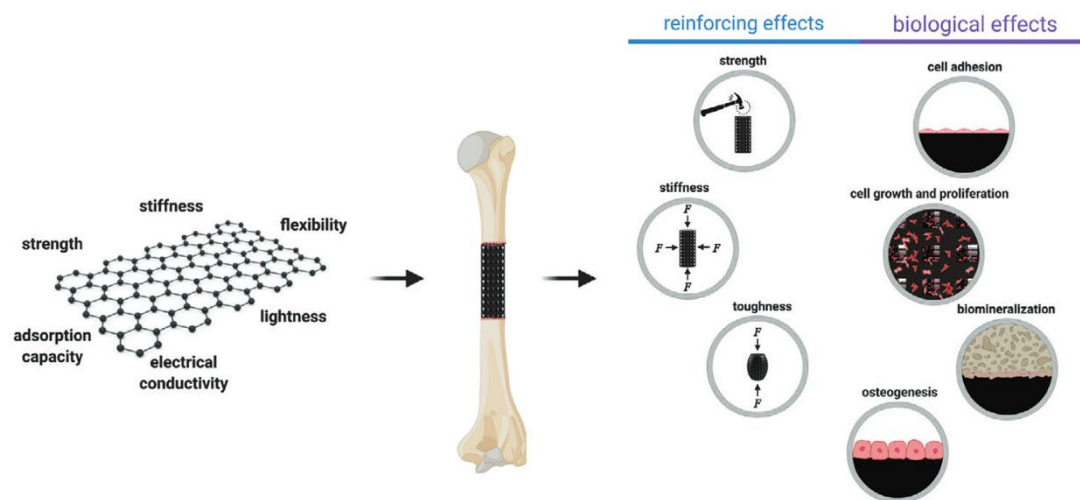 reinforcing effects
biological effects
strength
cell adhesion
stiffness
cell growth and proliferation
F
F
F
F
toughness
biomineralization
F
F
osteogenesis
stiffness
flexibility
strength
lightness
adsorption
capacity
electrical
conductivity